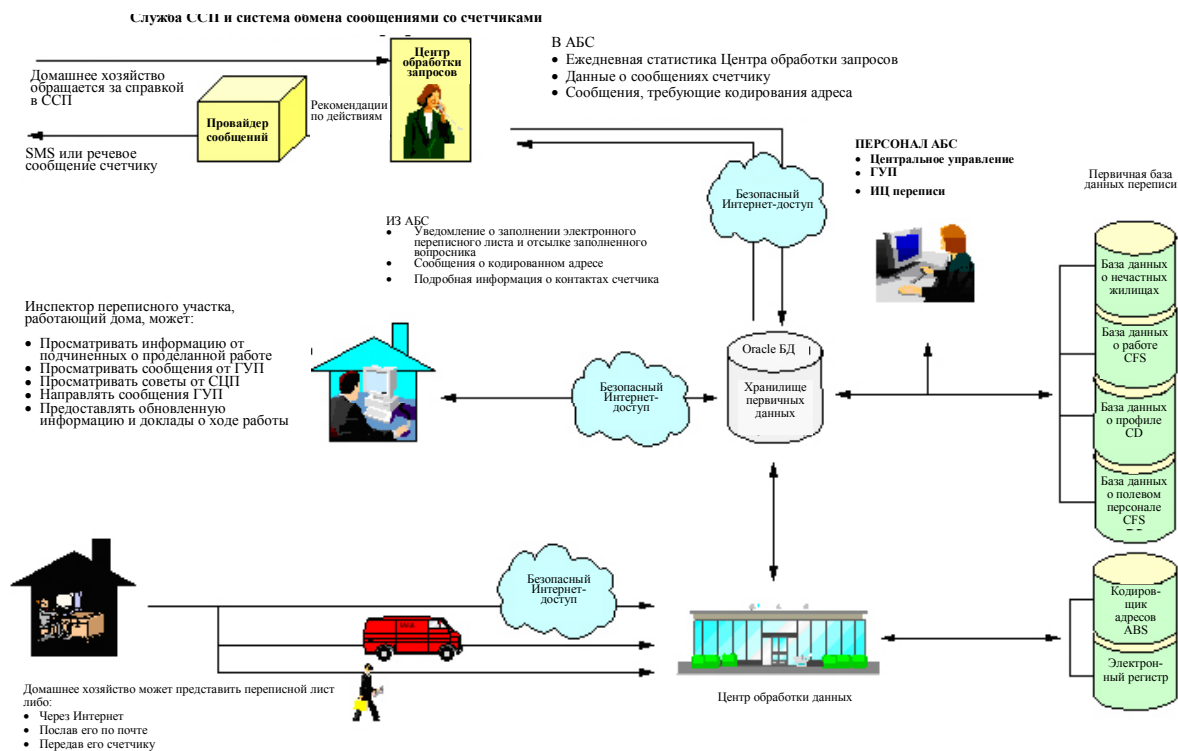 Служба ССП и система обмена сообщениями со счетчиками
Домашнее хозяйство
обращается за справкой
в ССП
Провайдер
сообщений
SMS или речевое
сообщение счетчику
Рекомендации
по действиям
Центр
обработки
запросов
В АБС
• Ежедневная статистика Центра обработки запросов
• Данные о сообщениях счетчику
• Сообщения, требующие кодирования адреса
Безопасный
Интернет-доступ
ПЕРСОНАЛ АБС
• Центральное управление
• ГУП
• ИЦ переписи
Первичная база
данных переписи
База данных
о нечастных
жилищах
База данных
о работе
CFS
База данных
о профиле
CD
База данных
о полевом
персонале
CFS
ИЗ АБС
• Уведомление о заполнении электронного
переписного листа и отсылке заполненного
вопросника
• Сообщения о кодированном адресе
• Подробная информация о контактах счетчика
Инспектор переписного участка,
работающий дома, может:
• Просматривать информацию от
подчиненных о проделанной работе
• Просматривать сообщения от ГУП
• Просматривать советы от СЦП
• Направлять сообщения ГУП
• Предоставлять обновленную
информацию и доклады о ходе работы
Безопасный
Интернет-
доступ
Oracle БД
Хранилище
первичных
данных
Безопасный
Интернет-
доступ
Кодиров-
щик
адресов
ABS
Электрон-
ный регистр
Центр обработки данных
Домашнее хозяйство может представить переписной лист
либо:
• Через Интернет
• Послав его по почте
• Передав его счетчику